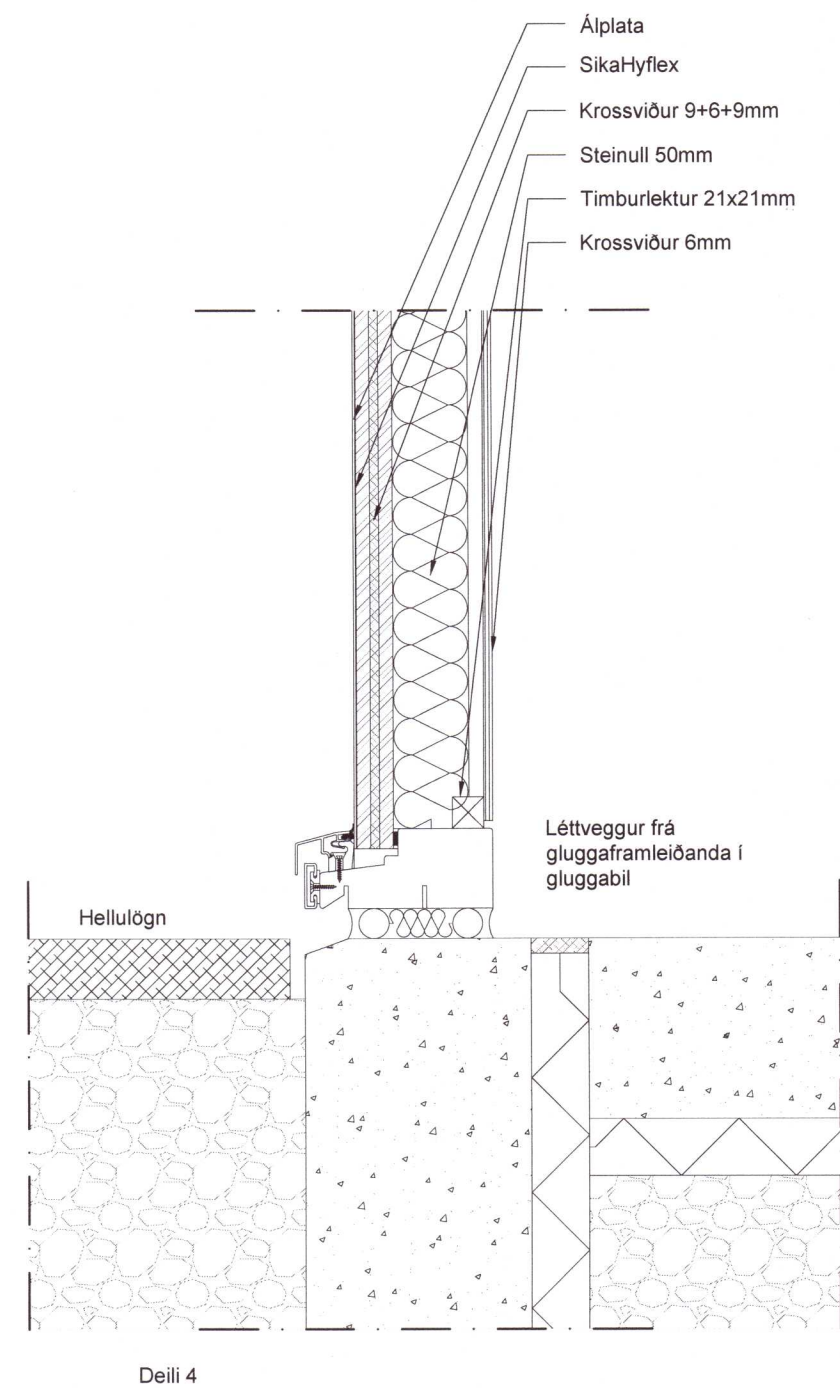 Álplata
SikaHyflex
Krossviður 9+6+9mm
Steinull 50mm
Timburlektur 21x21mm
Krossviður 6mm
Léttveggur frá
gluggaframleiðanda í
gluggabil
Hellulögn
Deili 4